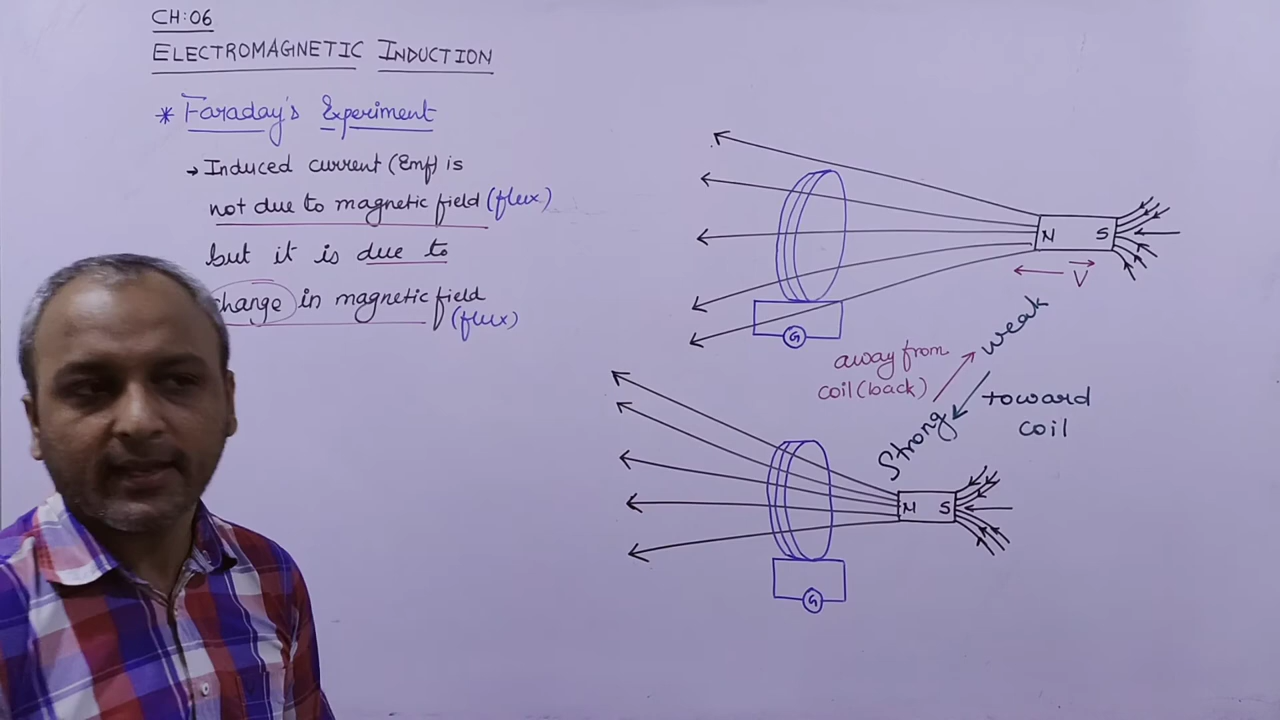 CH:06
ELECTROMAGNETIC INDUCTION
* Faraday's Experiment
→ Induced current (Emf) is
not due to magnetic field (flux)
but it is due to
change in magnetic field
(flux)
N S
V
G
weak
away from
coil (back)
toward
coil
Strong
N S
G